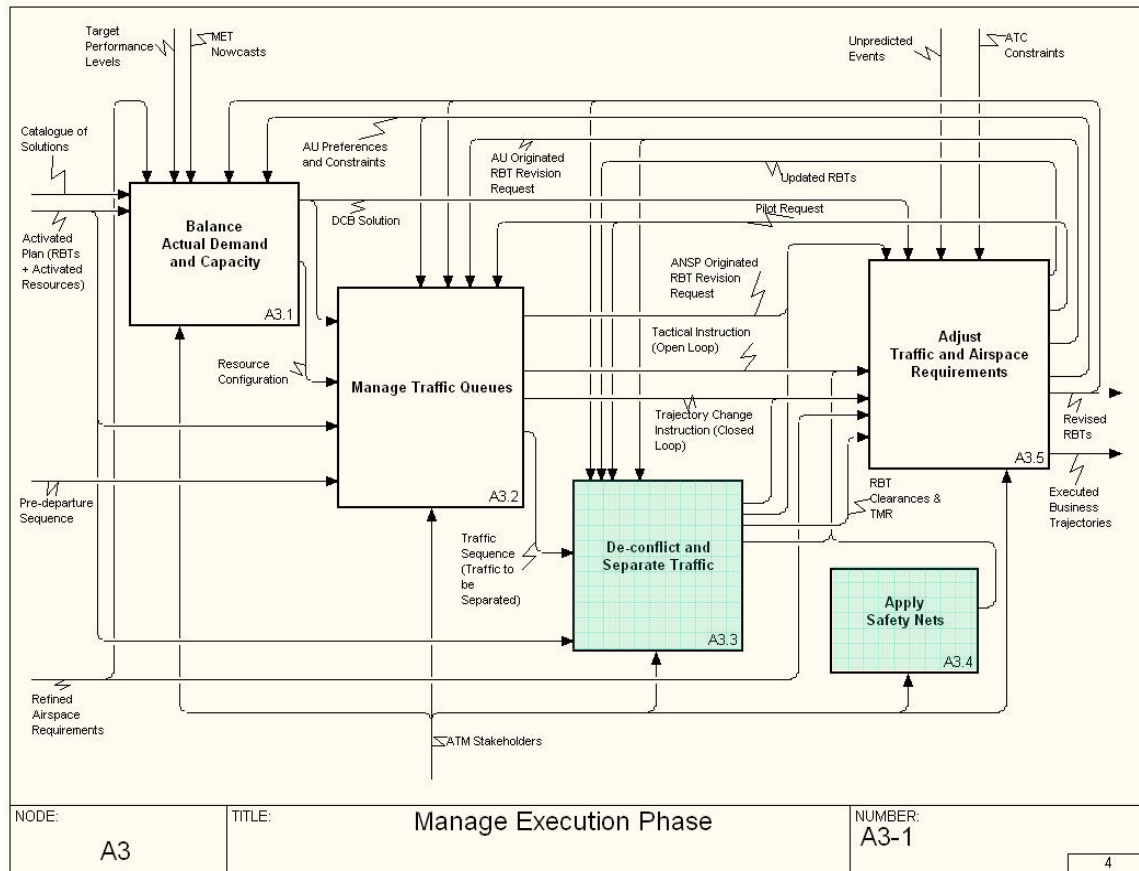 Target
Performance
Levels
MET
Nowcasts
Unpredicted
Events
ATC
Constraints
Catalogue of
Solutions
AU Preferences
and Constraints
AU Originated
RBT Revision
Request
Updated RBTs
Pilot Request
Activated
Plan (RBTs
+ Activated
Resources)
Balance
Actual Demand
and Capacity
A3.1
DCB Solution
ANSP Originated
RBT Revision
Request
Resource
Configuration
Manage Traffic Queues
A3.2
Tactical Instruction
(Open Loop)
Trajectory Change
Instruction (Closed
Loop)
Adjust
Traffic and Airspace
Requirements
A3.5
Revised
RBTs
Executed
Business
Trajectories
Pre-departure
Sequence
Traffic
Sequence
(Traffic to
be
Separated)
De-conflict and
Separate Traffic
A3.3
RBT
Clearances &
TMR
Apply
Safety Nets
A3.4
Refined
Airspace
Requirements
ATM Stakeholders
NODE:
A3
TITLE:
Manage Execution Phase
NUMBER:
A3-1
4